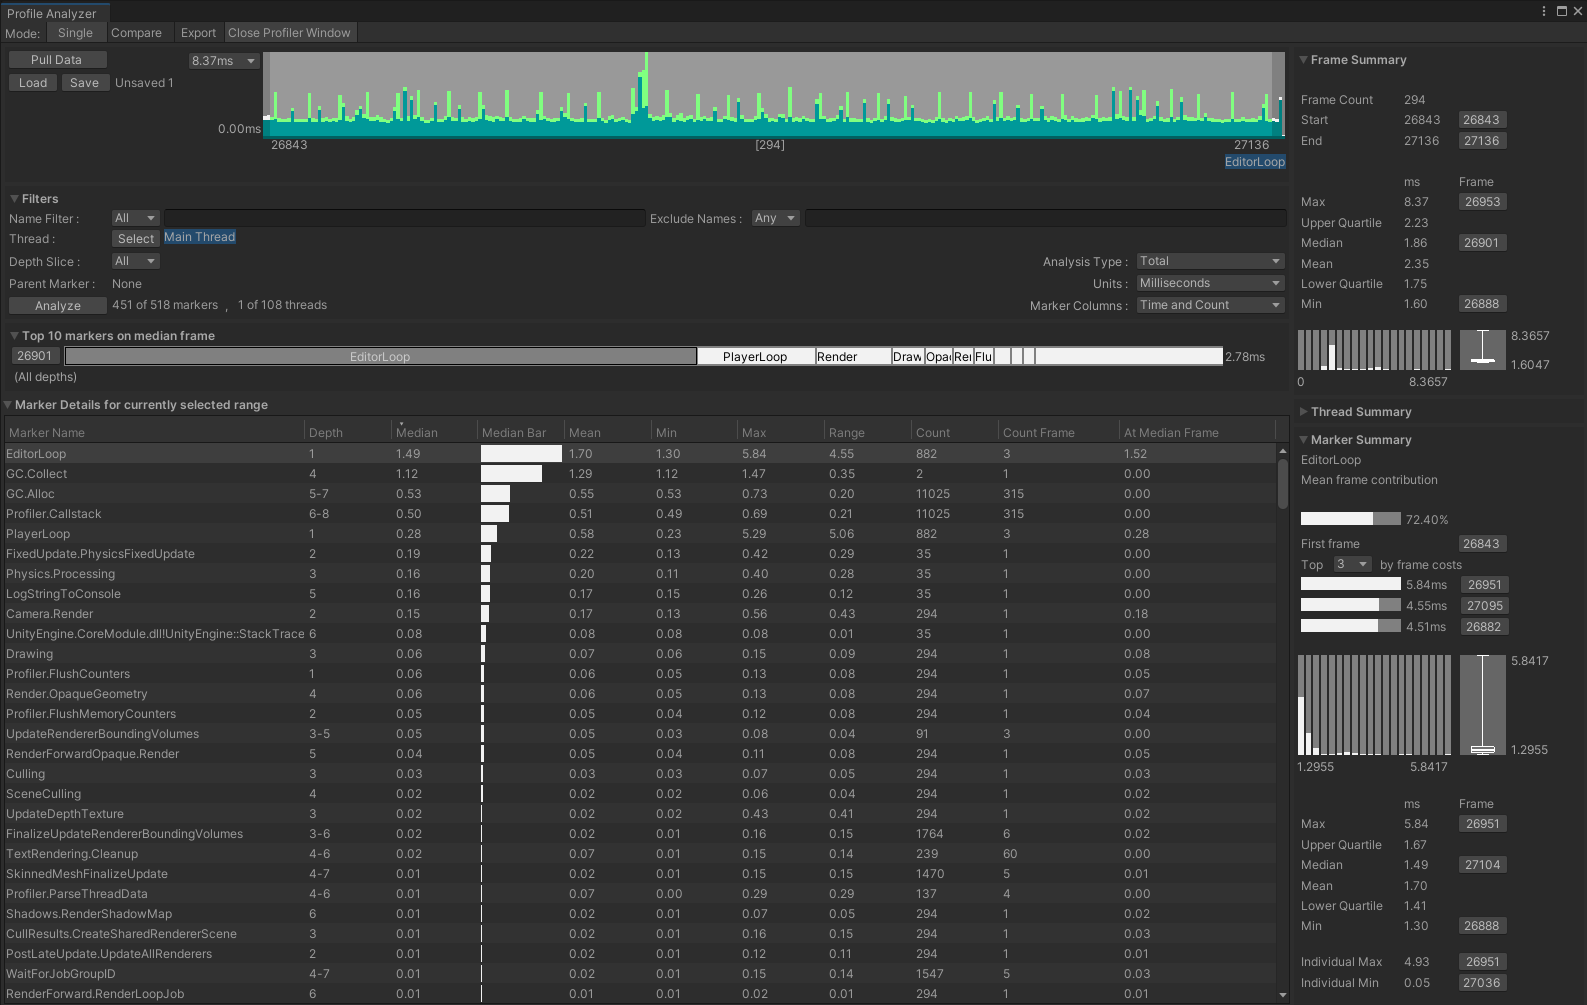 Profile Analyzer
Mode: Single Compare Export Close Profiler Window
Pull Data 8.37ms
Load Save Unsaved 1
0.00ms
26843 [294] 27136
EditorLoop
Filters
Name Filter : All Exclude Names : Any
Thread : Select Main Thread
Depth Slice : All Analysis Type : Total
Parent Marker : None Units : Milliseconds
Analyze 451 of 518 markers , 1 of 108 threads Marker Columns : Time and Count
Top 10 markers on median frame
26901 EditorLoop PlayerLoop Render Draw Opa Re Flu 2.78ms
(All depths)
Marker Details for currently selected range
Marker Name Depth Median Median Bar Mean Min Max Range Count Count Frame At Median Frame
EditorLoop 1 1.49 1.70 1.30 5.84 4.55 882 3 1.52
GC.Collect 4 1.12 1.29 1.12 1.47 0.35 2 1 0.00
GC.Alloc 5-7 0.53 0.55 0.53 0.73 0.20 11025 315 0.00
Profiler.Callstack 6-8 0.50 0.51 0.49 0.69 0.21 11025 315 0.00
PlayerLoop 1 0.28 0.58 0.23 5.29 5.06 882 3 0.28
FixedUpdate.PhysicsFixedUpdate 2 0.19 0.22 0.13 0.42 0.29 35 1 0.00
Physics.Processing 3 0.16 0.20 0.11 0.40 0.28 35 1 0.00
LogStringToConsole 5 0.16 0.17 0.15 0.26 0.12 35 1 0.00
Camera.Render 2 0.15 0.17 0.13 0.56 0.43 294 1 0.18
UnityEngine.CoreModule.dll!UnityEngine::StackTrace 6 0.08 0.08 0.08 0.08 0.01 35 1 0.00
Drawing 3 0.06 0.07 0.06 0.15 0.09 294 1 0.08
Profiler.FlushCounters 1 0.06 0.06 0.05 0.13 0.08 294 1 0.05
Render.OpaqueGeometry 4 0.06 0.06 0.05 0.13 0.08 294 1 0.07
Profiler.FlushMemoryCounters 2 0.05 0.05 0.04 0.12 0.08 294 1 0.04
UpdateRendererBoundingVolumes 3-5 0.05 0.05 0.03 0.08 0.04 91 3 0.00
RenderForwardOpaque.Render 5 0.04 0.05 0.04 0.11 0.08 294 1 0.05
Culling 3 0.03 0.03 0.03 0.07 0.05 294 1 0.03
SceneCulling 4 0.02 0.02 0.02 0.06 0.04 294 1 0.02
UpdateDepthTexture 3 0.02 0.02 0.02 0.43 0.41 294 1 0.02
FinalizeUpdateRendererBoundingVolumes 3-6 0.02 0.02 0.01 0.16 0.15 1764 6 0.02
TextRendering.Cleanup 4-6 0.02 0.07 0.01 0.15 0.14 239 60 0.00
SkinnedMeshFinalizeUpdate 4-7 0.01 0.02 0.01 0.15 0.15 1470 5 0.01
Profiler.ParseThreadData 4-6 0.01 0.07 0.00 0.29 0.29 137 4 0.00
Shadows.RenderShadowMap 6 0.01 0.02 0.01 0.07 0.05 294 1 0.02
CullResults.CreateSharedRendererScene 3 0.01 0.02 0.01 0.16 0.15 294 1 0.03
PostLateUpdate.UpdateAllRenderers 2 0.01 0.02 0.01 0.12 0.11 294 1 0.01
WaitForJobGroupID 4-7 0.01 0.02 0.01 0.15 0.14 1547 5 0.03
RenderForward.RenderLoopJob 6 0.01 0.01 0.01 0.02 0.01 294 1 0.01
Frame Summary
Frame Count 294
Start 26843 26843
End 27136 27136
ms Frame
Max 8.37 26953
Upper Quartile 2.23
Median 1.86 26901
Mean 2.35
Lower Quartile 1.75
Min 1.60 26888
8.3657
1.6047
0 8.3657
Thread Summary
Marker Summary
EditorLoop
Mean frame contribution
72.40%
First frame 26843
Top 3 by frame costs
5.84ms 26951
4.55ms 27095
4.51ms 26882
5.8417
1.2955
1.2955 5.8417
ms Frame
Max 5.84 26951
Upper Quartile 1.67
Median 1.49 27104
Mean 1.70
Lower Quartile 1.41
Min 1.30 26888
Individual Max 4.93 26951
Individual Min 0.05 27036